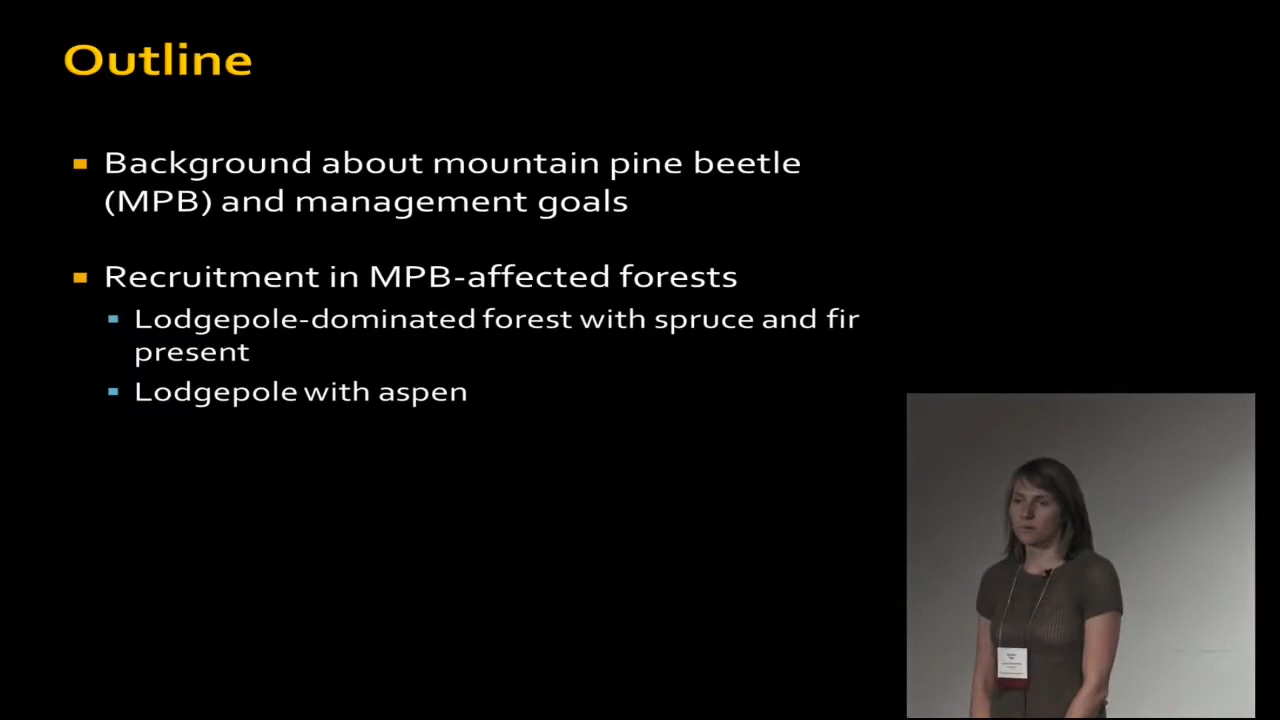 Outline
Background about mountain pine beetle
(MPB) and management goals
Recruitment in MPB-affected forests
Lodgepole-dominated forest with spruce and fir
present
Lodgepole with aspen